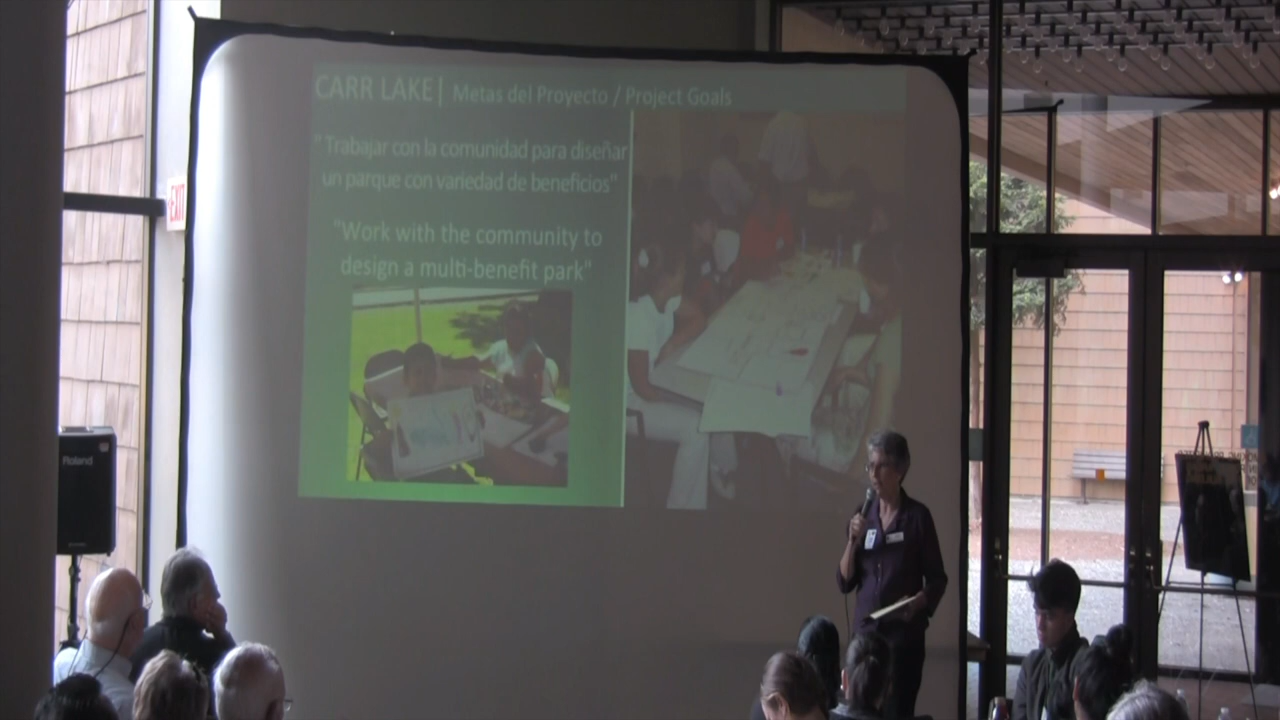 CARR LAKE| Metas del Proyecto / Project Goals
"Trabajar con la comunidad para diseñar
un parque con variedad de beneficios"
"Work with the community to
design a multi-benefit park"
EXIT
Roland